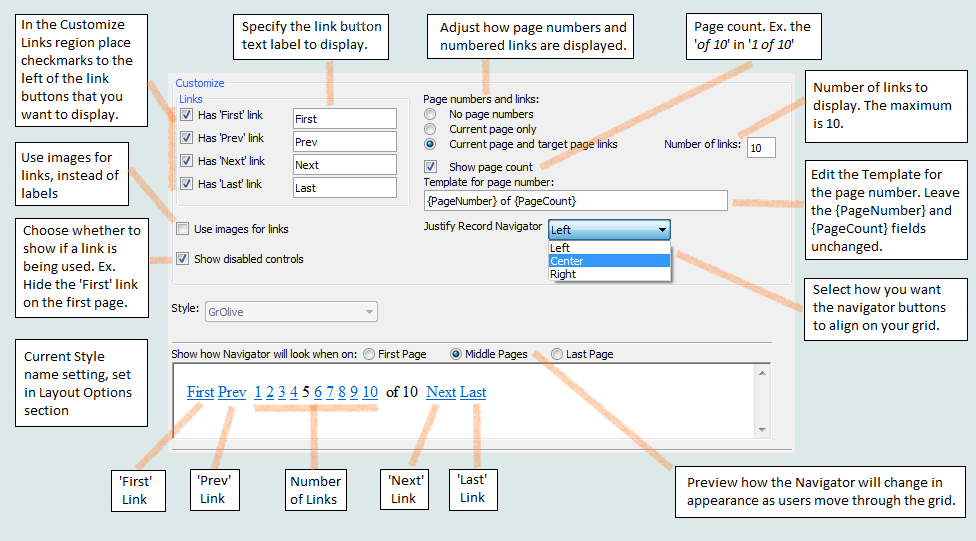 In the Customize
Links region place
checkmarks to the
left of the link
buttons that you
want to display.
Specify the link button
text label to display.
Adjust how page numbers and
numbered links are displayed.
Page count. Ex. the
'of 10' in '1 of 10'
Number of links to
display. The maximum
is 10.
Use images for
links, instead of
labels
Edit the Template for
the page number. Leave
the {PageNumber} and
{PageCount} fields
unchanged.
Choose whether to
show if a link is
being used. Ex.
Hide the 'First' link
on the first page.
Select how you want
the navigator buttons
to align on your grid.
Current Style
name setting, set
in Layout Options
section
Customize
Links
Has 'First' link First
Has 'Prev' link Prev
Has 'Next' link Next
Has 'Last' link Last
Use images for links
Show disabled controls
Page numbers and links:
No page numbers
Current page only
Current page and target page links
Number of links: 10
Show page count
Template for page number:
{PageNumber} of {PageCount}
Justify Record Navigator Left
Left
Center
Right
Style: GrOlive
Show how Navigator will look when on: First Page Middle Pages Last Page
First Prev 1 2 3 4 5 6 7 8 9 10 of 10 Next Last
'First'
Link
'Prev'
Link
Number
of Links
'Next'
Link
'Last'
Link
Preview how the Navigator will change in
appearance as users move through the grid.